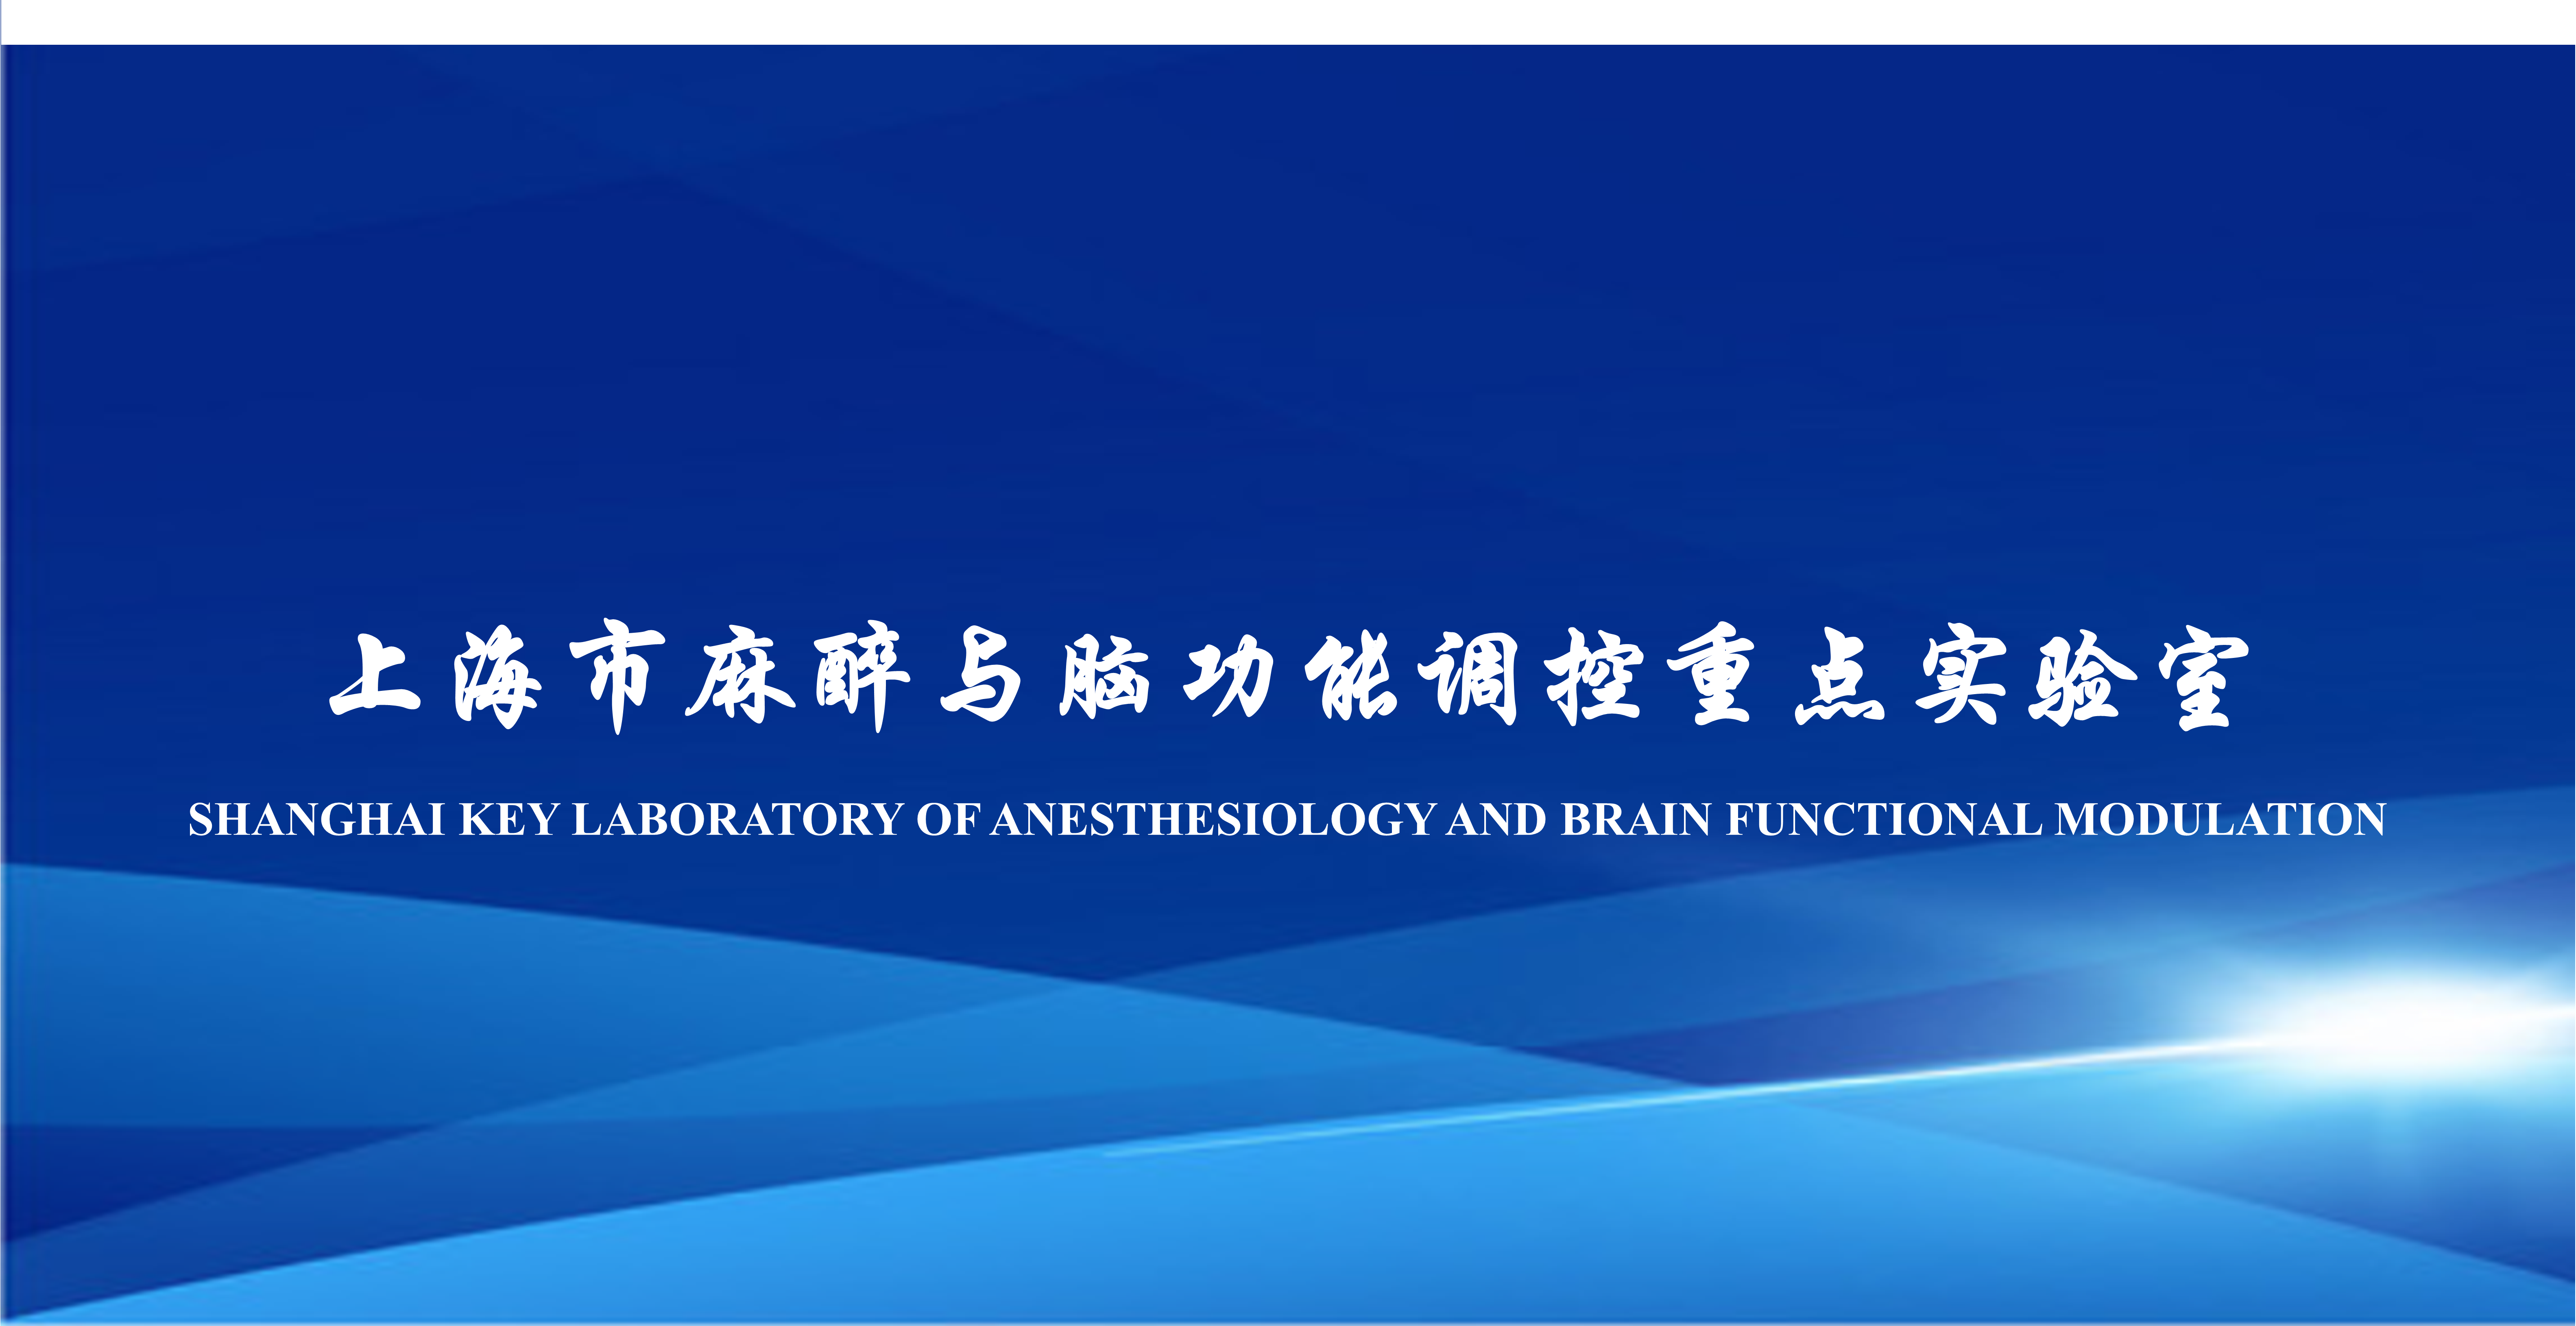 上海市麻醉与脑功能调控重点实验室
SHANGHAI KEY LABORATORY OF ANESTHESIOLOGY AND BRAIN FUNCTIONAL MODULATION